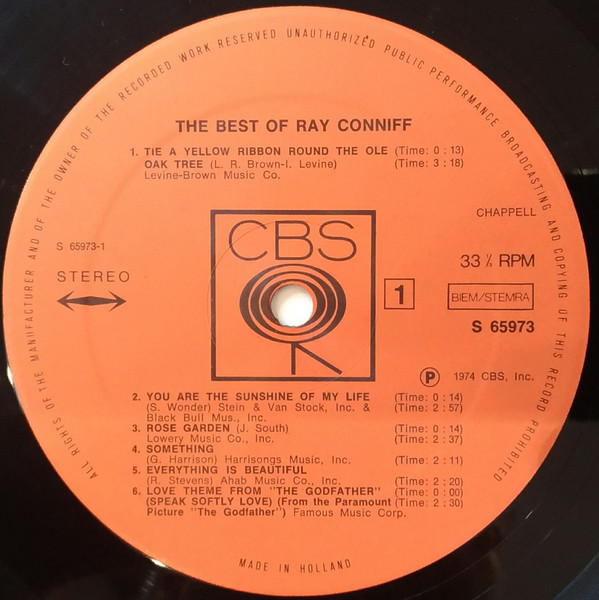 ALL RIGHTS OF THE MANUFACTURER AND OF THE OWNER OF THE RECORDED WORK RESERVED UNAUTHORIZED PUBLIC PERFORMANCE BROADCASTING AND COPYING OF THIS RECORD PROHIBITED
THE BEST OF RAY CONNIFF
1. TIE A YELLOW RIBBON ROUND THE OLE (Time: 0 : 13)
OAK TREE (L. R. Brown-I. Levine) (Time: 3 : 18)
Levine-Brown Music Co.
CHAPPELL
S 65973-1
STEREO
CBS
33 ⅓ RPM
1
BIEM/STEMRA
S 65973
Ⓟ 1974 CBS, Inc.
2. YOU ARE THE SUNSHINE OF MY LIFE (Time: 0 : 14)
(S. Wonder) Stein & Van Stock, Inc. & (Time: 2 : 57)
Black Bull Mus., Inc.
3. ROSE GARDEN (J. South) (Time: 0 : 14)
Lowery Music Co., Inc. (Time: 2 : 37)
4. SOMETHING
(G. Harrison) Harrisongs Music, Inc. (Time: 2 : 11)
5. EVERYTHING IS BEAUTIFUL
(R. Stevens) Ahab Music Co., Inc. (Time: 2 : 20)
6. LOVE THEME FROM "THE GODFATHER" (Time: 0 : 00)
(SPEAK SOFTLY LOVE) (From the Paramount (Time: 2 : 30)
Picture "The Godfather") Famous Music Corp.
MADE IN HOLLAND